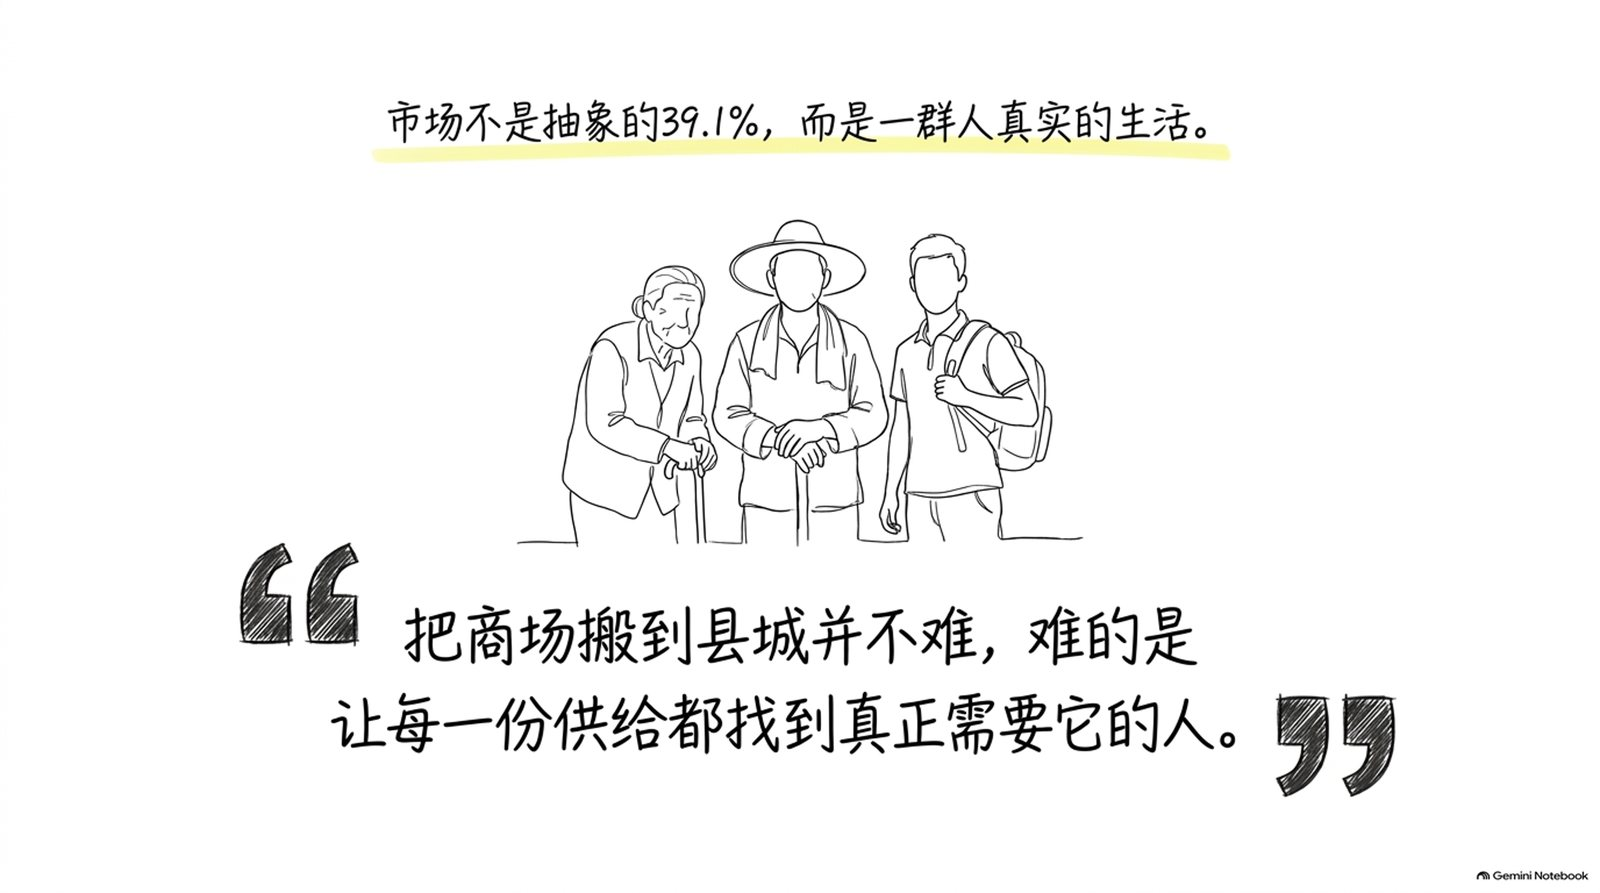 市场不是抽象的39.1%，而是一群人真实的生活。
“把商场搬到县城并不难，难的是
让每一份供给都找到真正需要它的人。”
Gemini Notebook